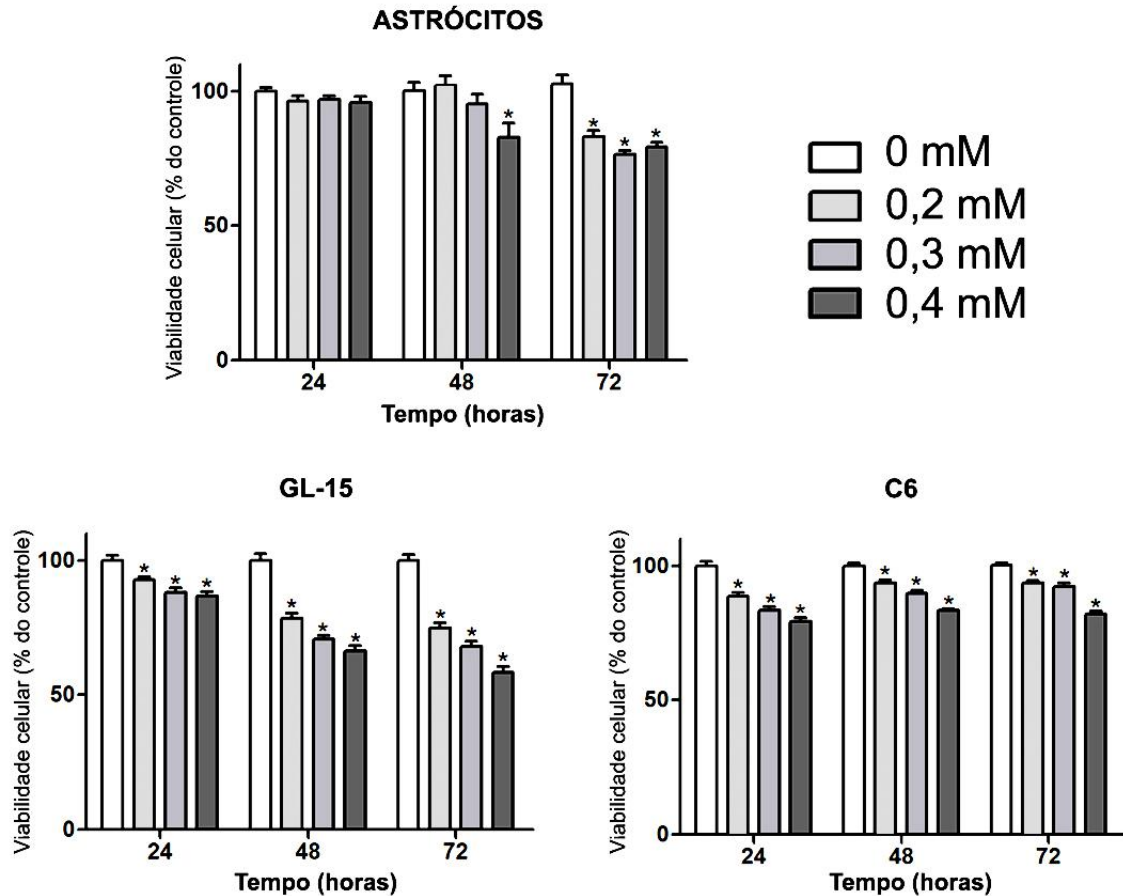 ASTRÓCITOS
Viabilidade celular (% do controle)
100
50
0
* * * *
24 48 72
Tempo (horas)
0 mM
0,2 mM
0,3 mM
0,4 mM
GL-15
Viabilidade celular (% do controle)
100
50
0
* * * * * * * * *
24 48 72
Tempo (horas)
C6
Viabilidade celular (% do controle)
100
50
0
* * * * * * * * *
24 48 72
Tempo (horas)